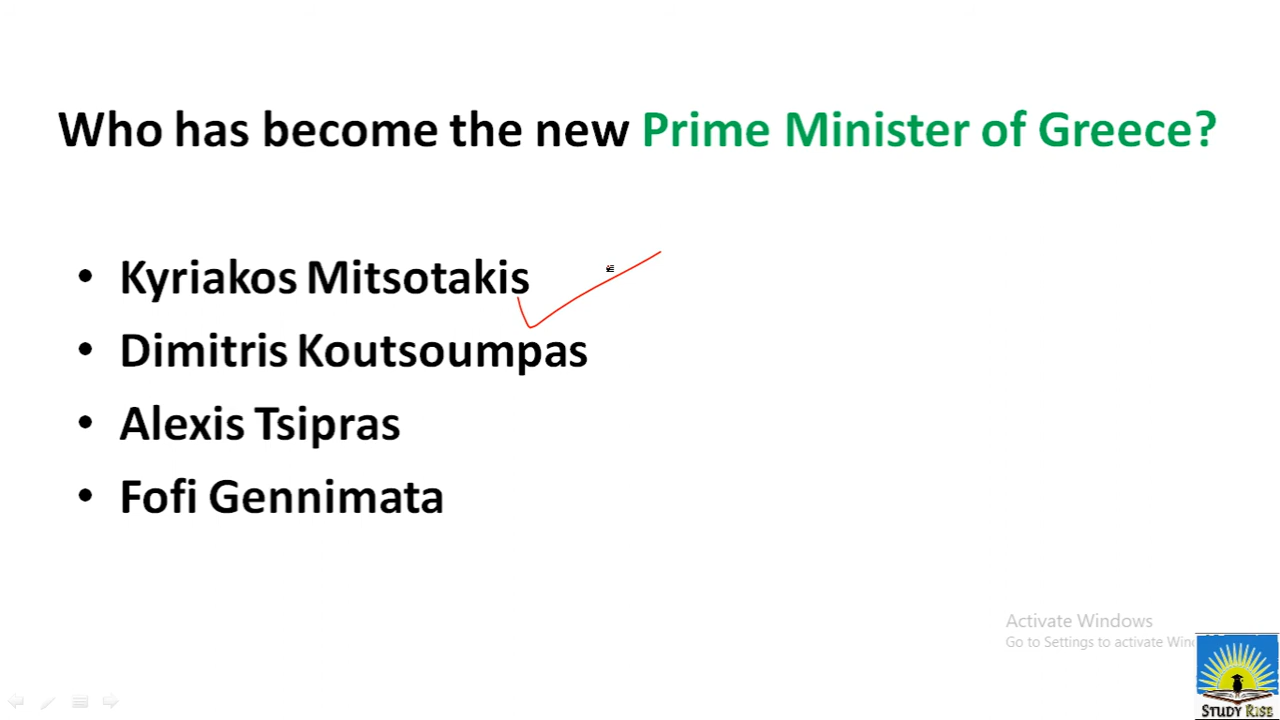 Who has become the new Prime Minister of Greece?
• Kyriakos Mitsotakis
• Dimitris Koutsoumpas
• Alexis Tsipras
• Fofi Gennimata
Activate Windows
Go to Settings to activate
STUDY RISE